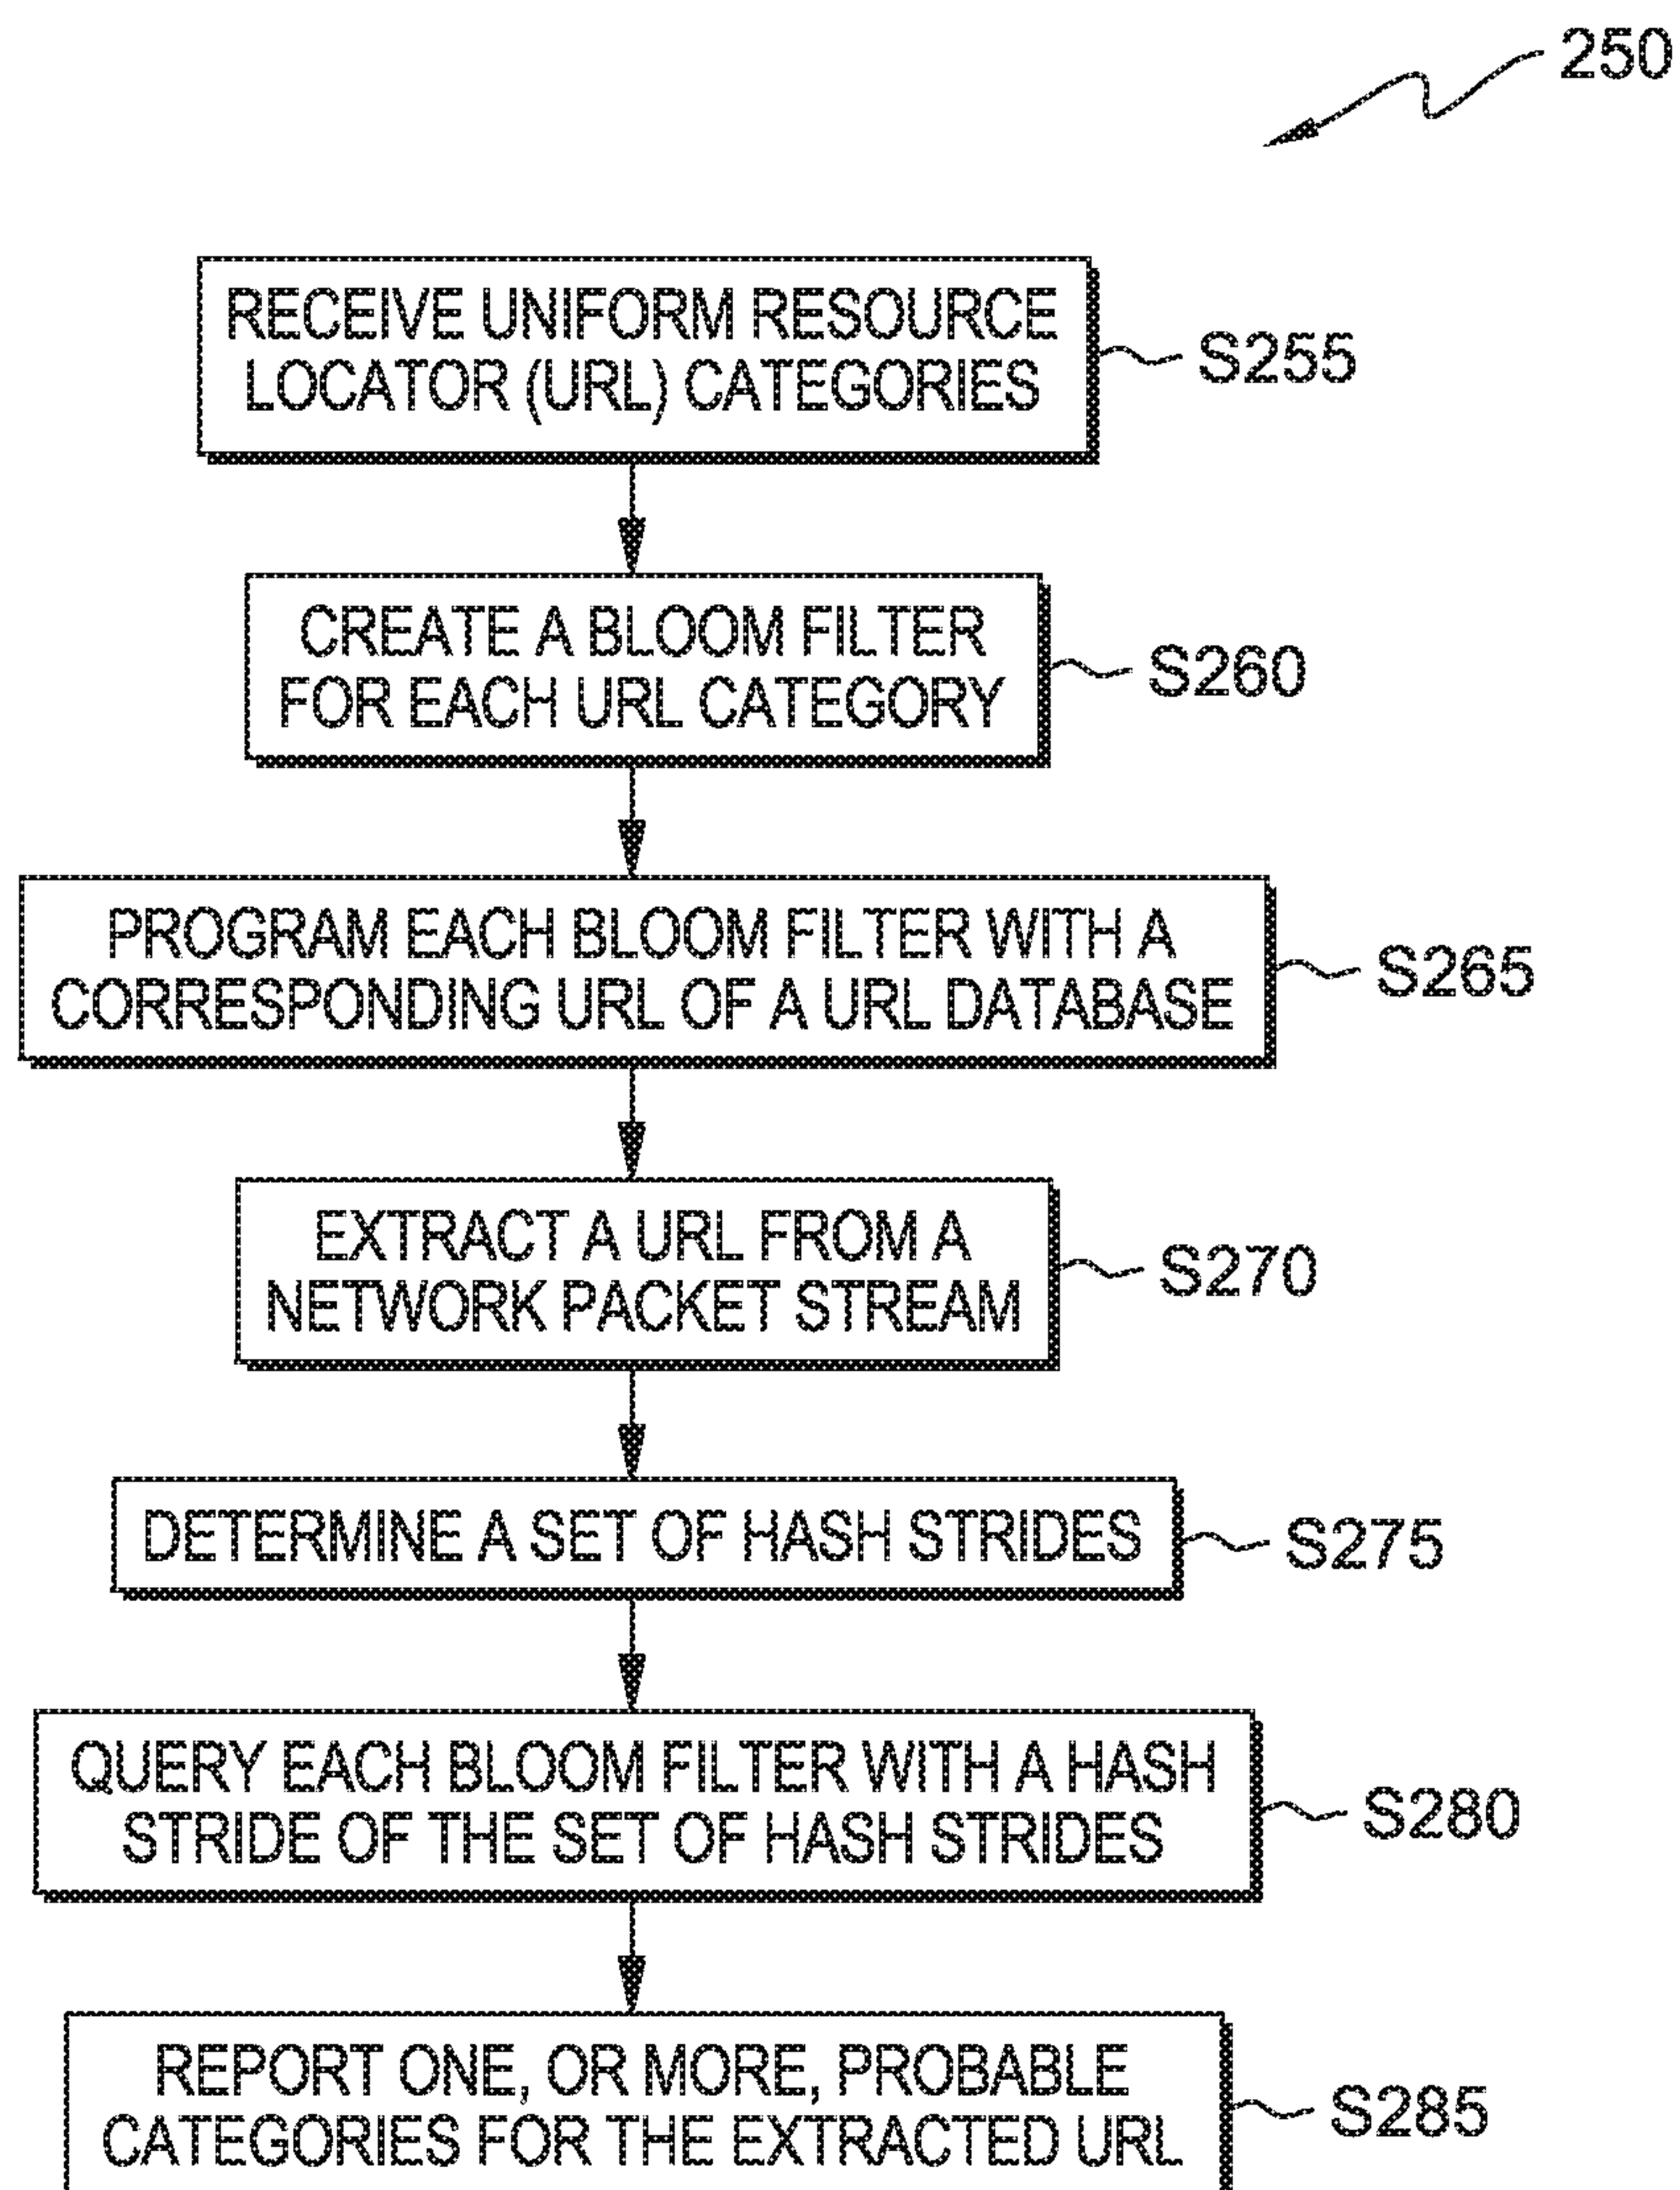 250
RECEIVE UNIFORM RESOURCE
LOCATOR (URL) CATEGORIES
S255
CREATE A BLOOM FILTER
FOR EACH URL CATEGORY
S260
PROGRAM EACH BLOOM FILTER WITH A
CORRESPONDING URL OF A URL DATABASE
S265
EXTRACT A URL FROM A
NETWORK PACKET STREAM
S270
DETERMINE A SET OF HASH STRIDES
S275
QUERY EACH BLOOM FILTER WITH A HASH
STRIDE OF THE SET OF HASH STRIDES
S280
REPORT ONE, OR MORE, PROBABLE
CATEGORIES FOR THE EXTRACTED URL
S285